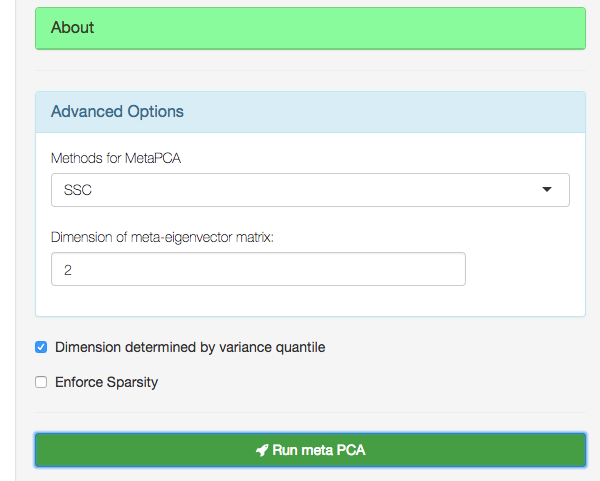 About
Advanced Options
Methods for MetaPCA
SSC
Dimension of meta-eigenvector matrix:
2
Dimension determined by variance quantile
Enforce Sparsity
Run meta PCA